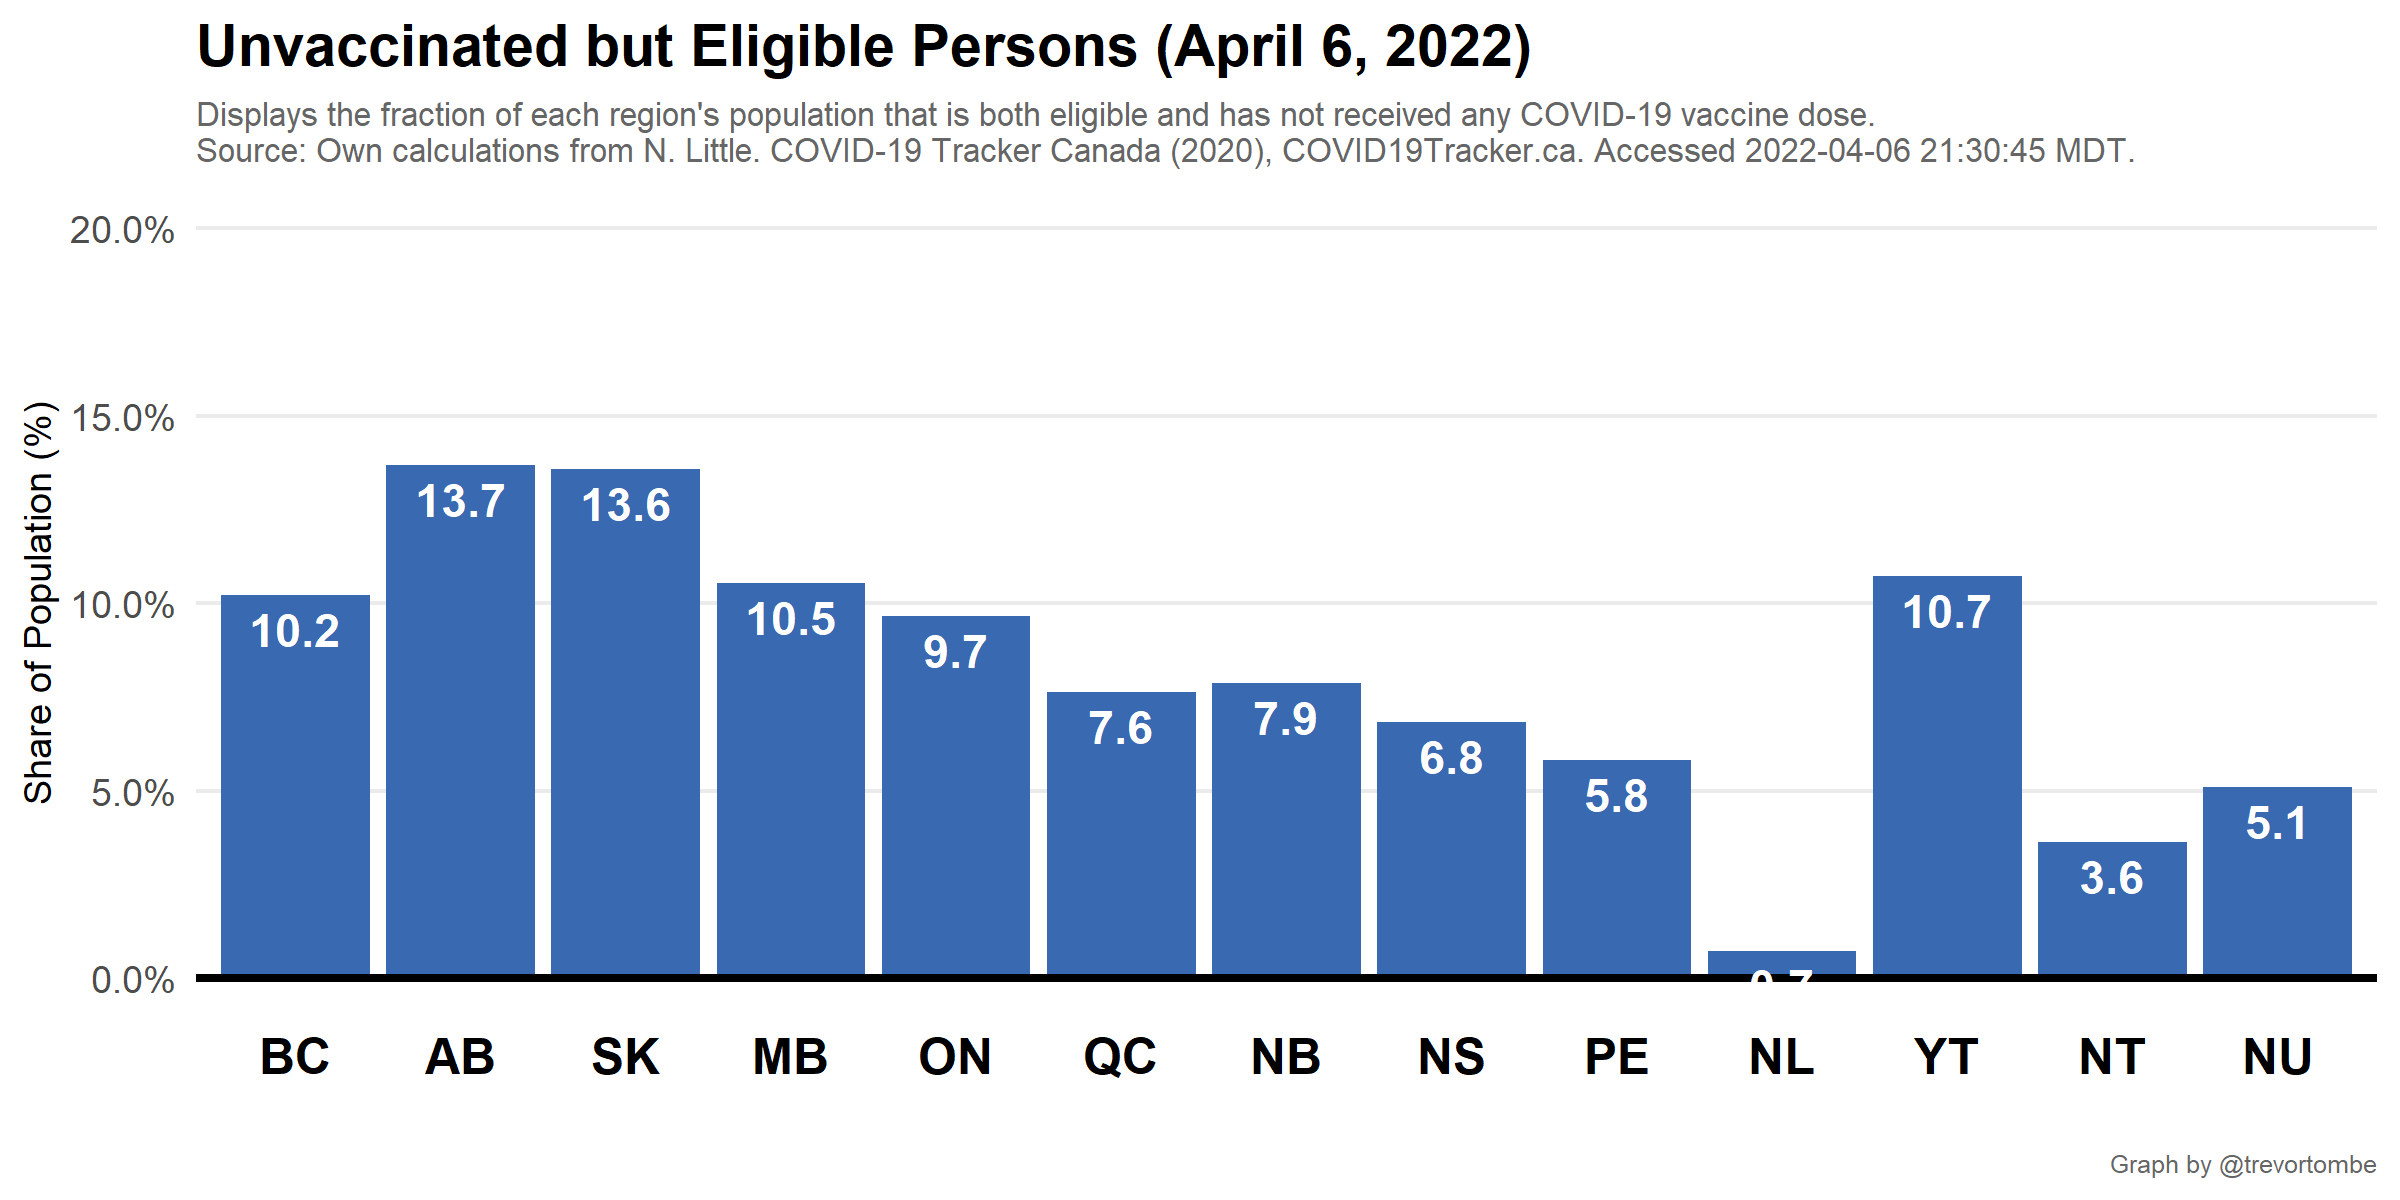 Unvaccinated but Eligible Persons (April 6, 2022)
Displays the fraction of each region's population that is both eligible and has not received any COVID-19 vaccine dose.
Source: Own calculations from N. Little. COVID-19 Tracker Canada (2020), COVID19Tracker.ca. Accessed 2022-04-06 21:30:45 MDT.
Share of Population (%)
20.0%
15.0%
10.0%
5.0%
0.0%
10.2
13.7
13.6
10.5
9.7
7.6
7.9
6.8
5.8
0.7
10.7
3.6
5.1
BC
AB
SK
MB
ON
QC
NB
NS
PE
NL
YT
NT
NU
Graph by @trevortombe